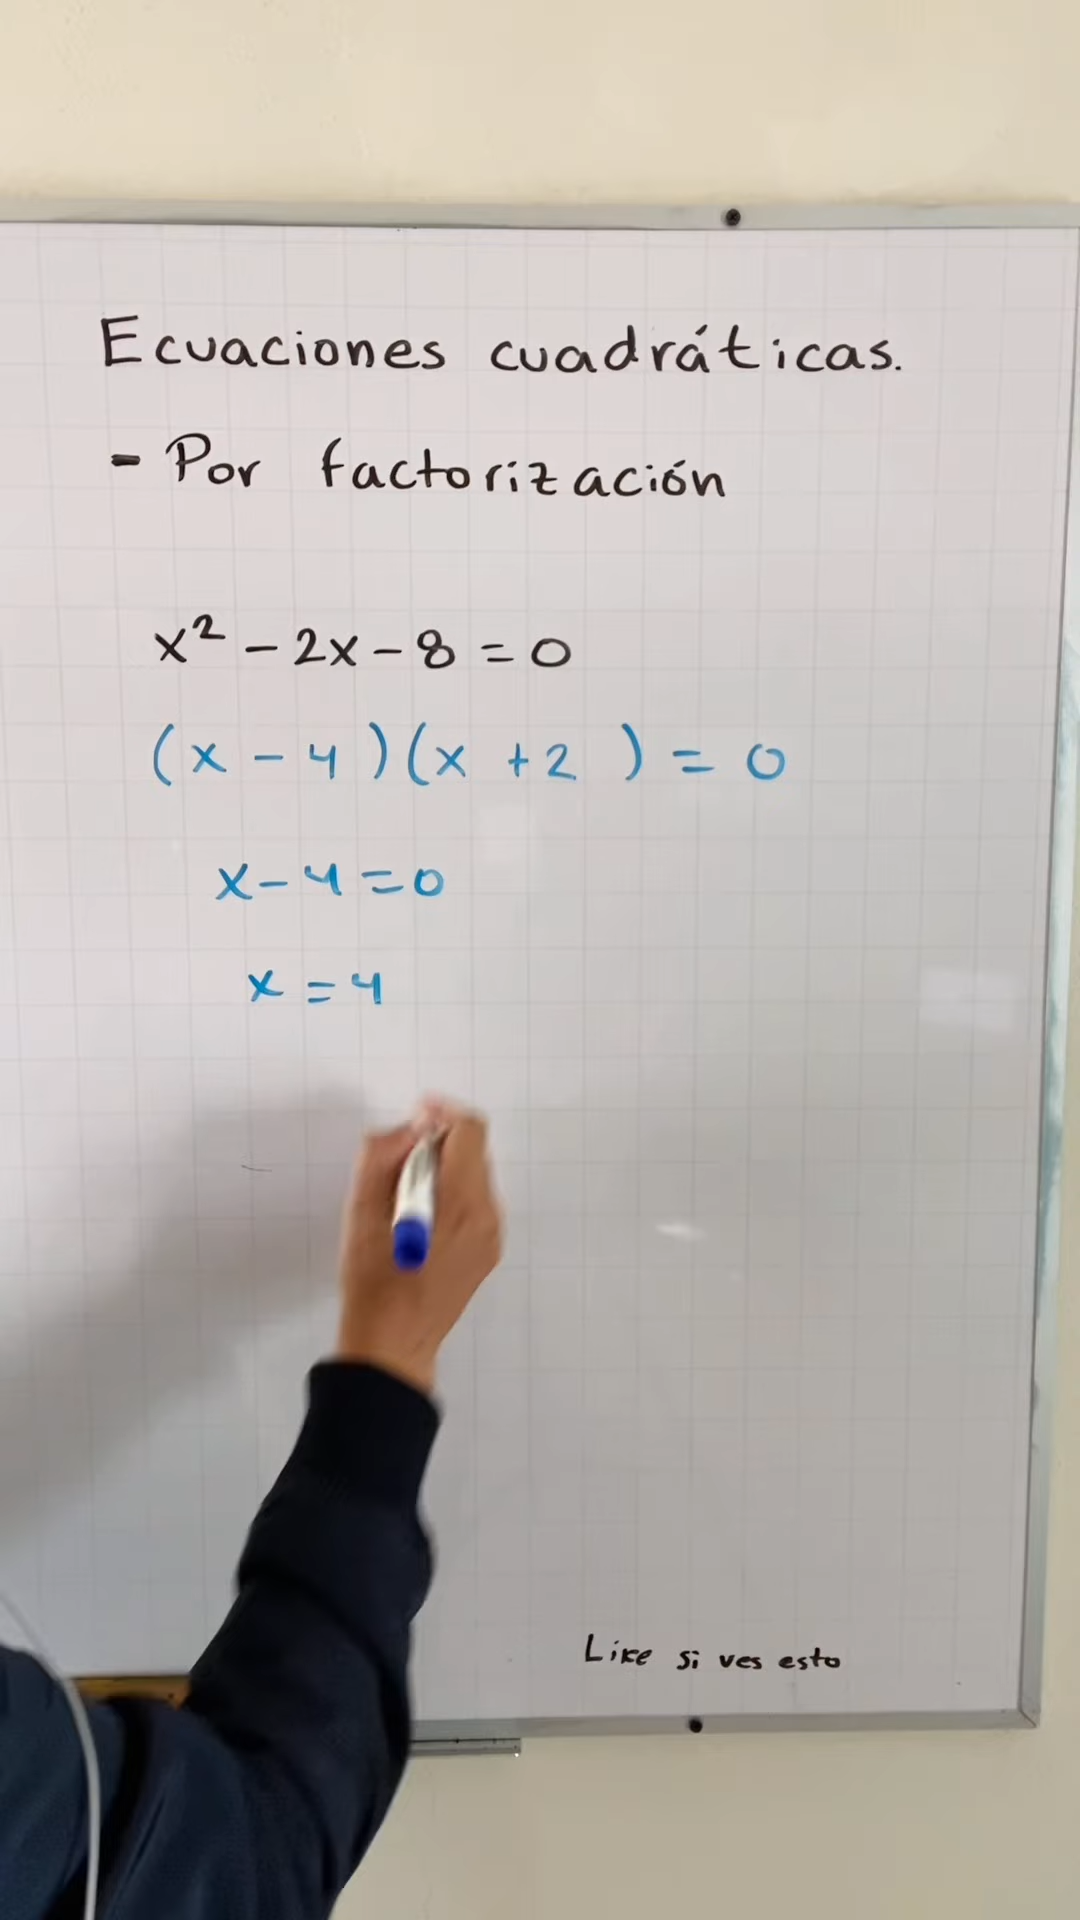 Ecuaciones cuadráticas.
- Por factorización
x² - 2x - 8 = 0
(x - 4)(x + 2) = 0
x - 4 = 0
x = 4
Like si ves esto